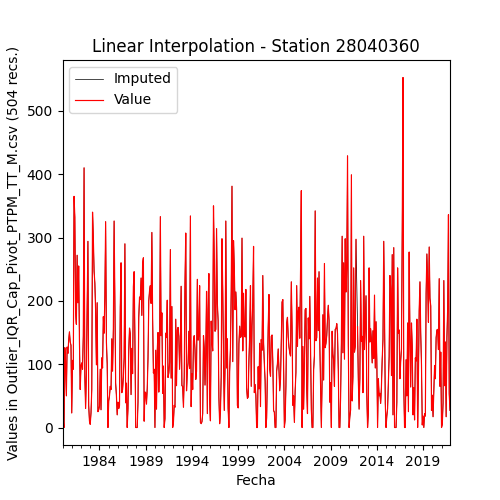 Linear Interpolation - Station 28040360
Values in Outlier_IQR_Cap_Pivot_PTPM_TT_M.csv (504 recs.)
Imputed
Value
500
400
300
200
100
0
1984
1989
1994
1999
2004
2009
2014
2019
Fecha